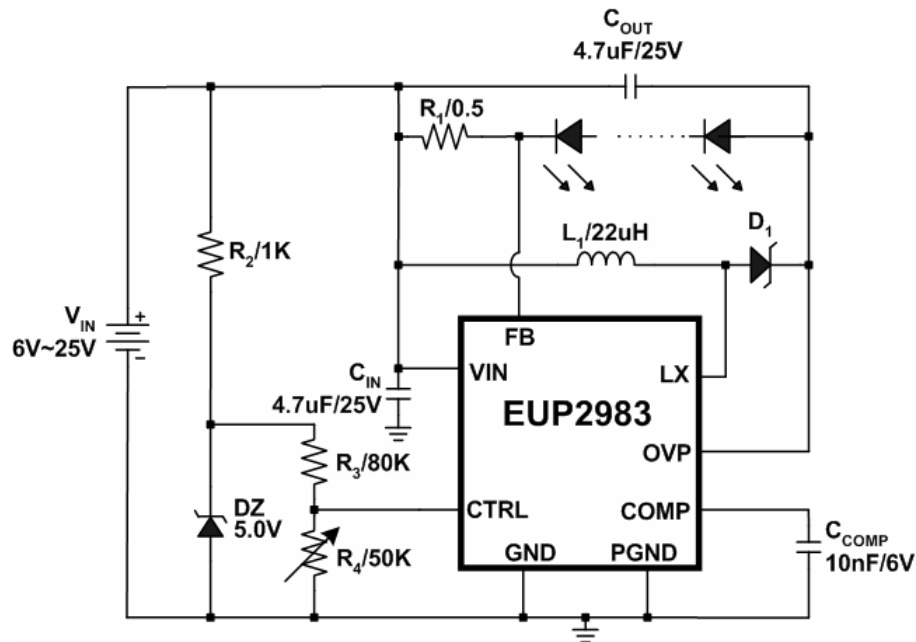 COUT
4.7uF/25V
R1/0.5
D1
L1/22uH
R2/1K
VIN
6V~25V
+
-
FB
VIN
LX
CIN
4.7uF/25V
EUP2983
OVP
R3/80K
DZ
5.0V
CTRL
COMP
R4/50K
GND
PGND
CCOMP
10nF/6V